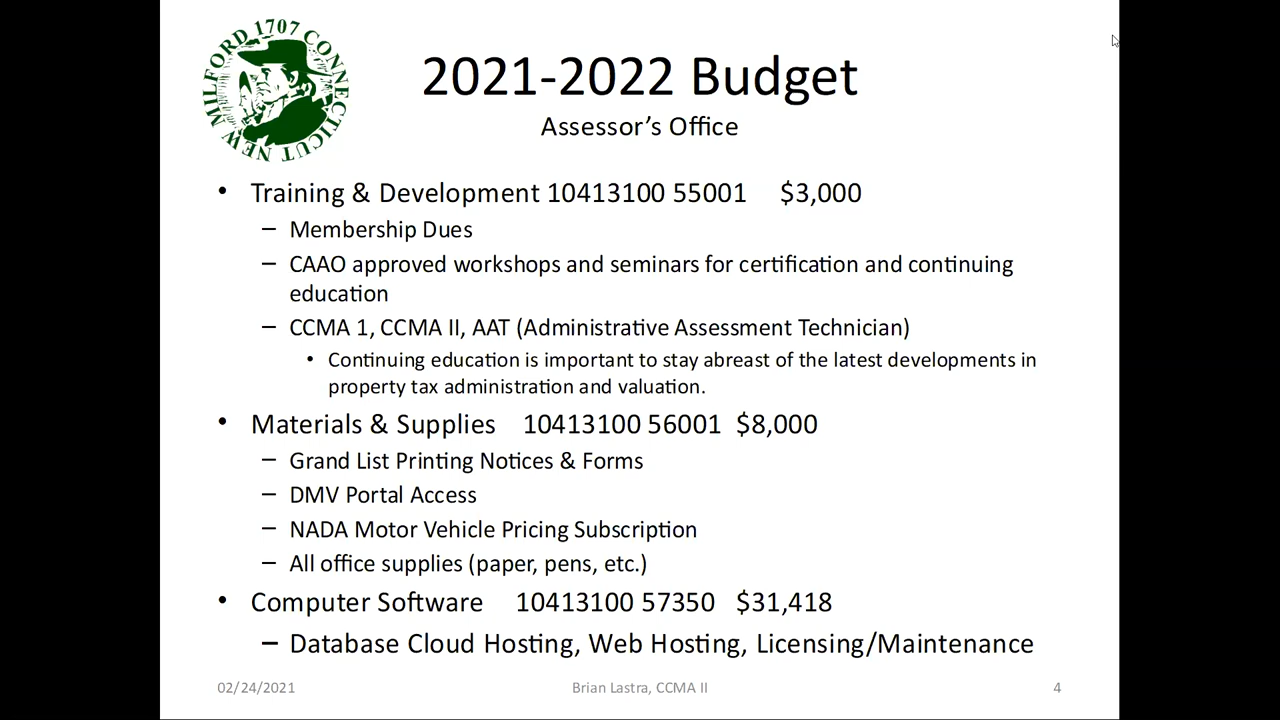 NEW MILFORD 1707 CONNECTICUT
2021-2022 Budget
Assessor’s Office
• Training & Development 10413100 55001 $3,000
– Membership Dues
– CAAO approved workshops and seminars for certification and continuing
education
– CCMA 1, CCMA II, AAT (Administrative Assessment Technician)
• Continuing education is important to stay abreast of the latest developments in
property tax administration and valuation.
• Materials & Supplies 10413100 56001 $8,000
– Grand List Printing Notices & Forms
– DMV Portal Access
– NADA Motor Vehicle Pricing Subscription
– All office supplies (paper, pens, etc.)
• Computer Software 10413100 57350 $31,418
– Database Cloud Hosting, Web Hosting, Licensing/Maintenance
02/24/2021 Brian Lastra, CCMA II 4